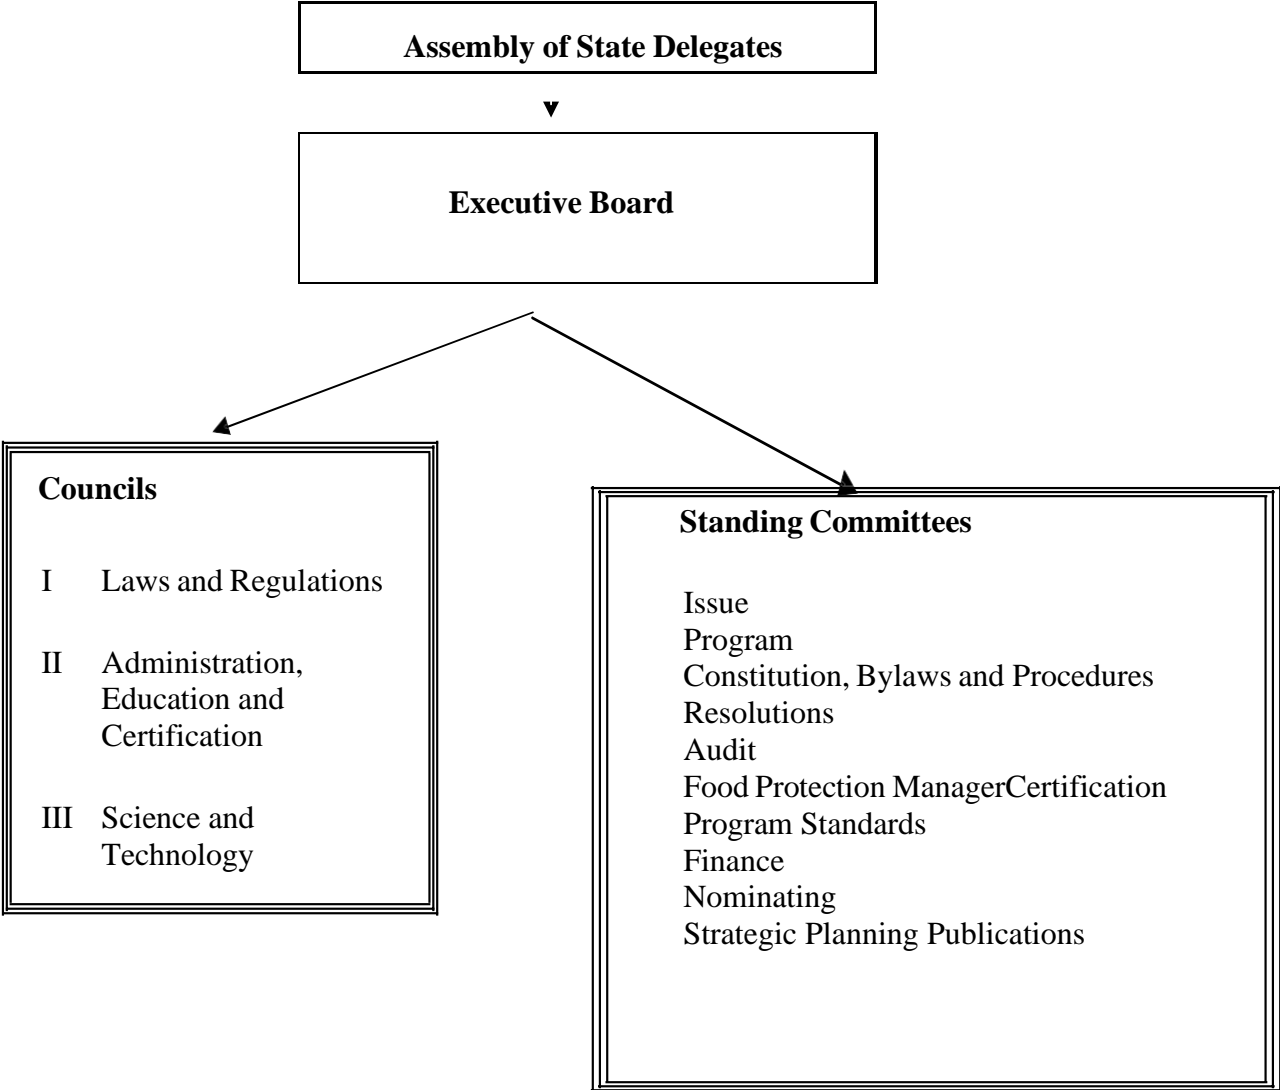 Assembly of State Delegates
Executive Board
Councils
I Laws and Regulations
II Administration,
Education and
Certification
III Science and
Technology
Standing Committees
Issue
Program
Constitution, Bylaws and Procedures
Resolutions
Audit
Food Protection ManagerCertification
Program Standards
Finance
Nominating
Strategic Planning Publications